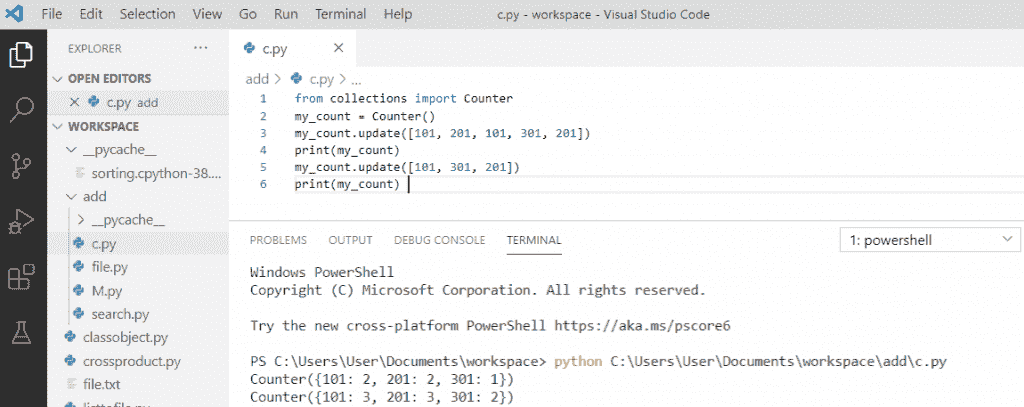 File Edit Selection View Go Run Terminal Help c.py - workspace - Visual Studio Code
EXPLORER ...
c.py
OPEN EDITORS
c.py add
WORKSPACE
__pycache__
sorting.cpython-38....
add
__pycache__
c.py
file.py
M.py
search.py
classobject.py
crossproduct.py
file.txt
add > c.py > ...
1 from collections import Counter
2 my_count = Counter()
3 my_count.update([101, 201, 101, 301, 201])
4 print(my_count)
5 my_count.update([101, 301, 201])
6 print(my_count)
PROBLEMS OUTPUT DEBUG CONSOLE TERMINAL 1: powershell
Windows PowerShell
Copyright (C) Microsoft Corporation. All rights reserved.
Try the new cross-platform PowerShell https://aka.ms/pscore6
PS C:\Users\User\Documents\workspace> python C:\Users\User\Documents\workspace\add\c.py
Counter({101: 2, 201: 2, 301: 1})
Counter({101: 3, 201: 3, 301: 2})